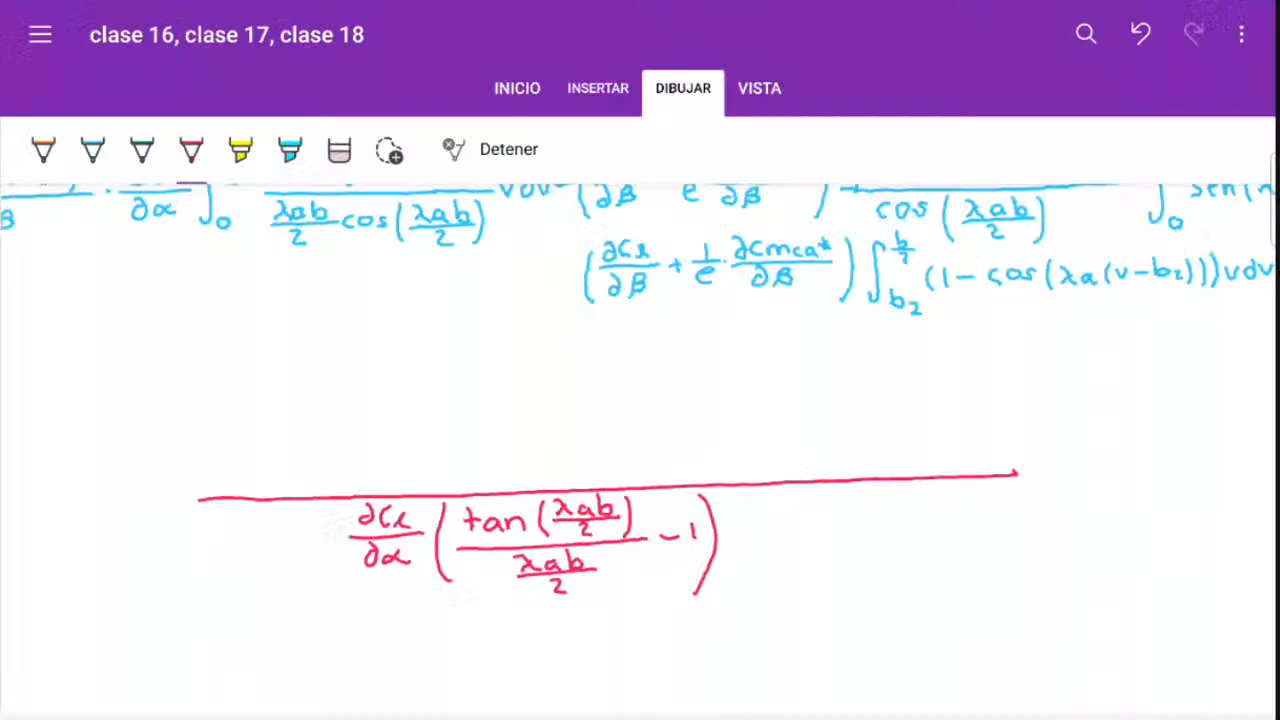 clase 16, clase 17, clase 18
INICIO INSERTAR DIBUJAR VISTA
Detener
β ∂α ∫₀ λab/2 cos(λab/2) vdv (∂β e ∂β) cos(λab/2) ∫₀ sen(λ
(∂Cl/∂β + 1/e · ∂Cmca*/∂β) ∫_{b₂}^{b/2} (1 - cos(λa(v-b₂)))vdv
∂Cl/∂α (tan(λab/2)/(λab/2) - 1)